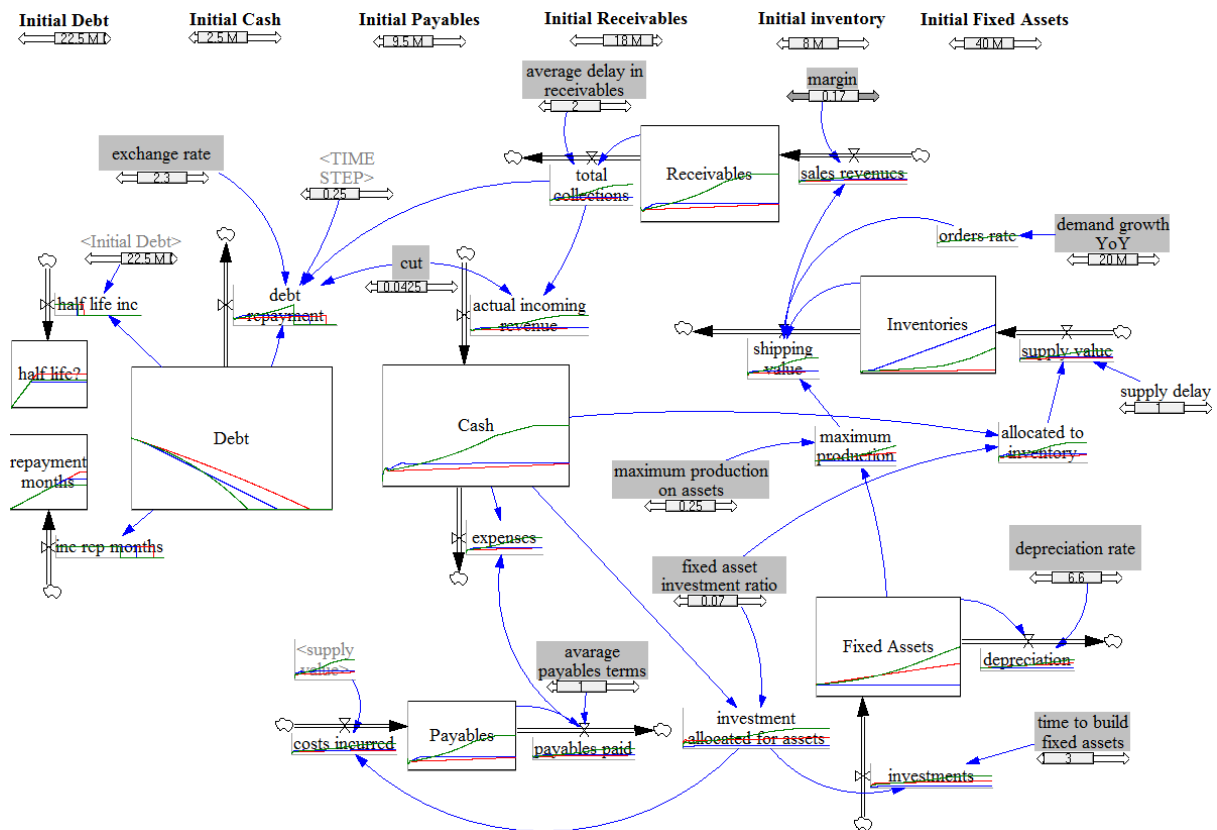 Initial Debt
22.5 M
Initial Cash
2.5 M
Initial Payables
9.5 M
Initial Receivables
18 M
Initial inventory
8 M
Initial Fixed Assets
40 M
average delay in
receivables
2
margin
0.17
exchange rate
2.3
<TIME
STEP>
0.25
total
collections
Receivables
sales revenues
<Initial Debt>
22.5 M
orders rate
demand growth
YoY
20 M
cut
0.0425
half life inc
debt
repayment
actual incoming
revenue
Inventories
shipping
value
supply value
half life?
supply delay
1
Debt
Cash
maximum
production
allocated to
inventory
repayment
months
maximum production
on assets
0.25
inc rep months
expenses
fixed asset
investment ratio
0.07
depreciation rate
6.6
Fixed Assets
depreciation
<supply
value>
avarage
payables terms
1
costs incurred
Payables
payables paid
investment
allocated for assets
time to build
fixed assets
3
investments